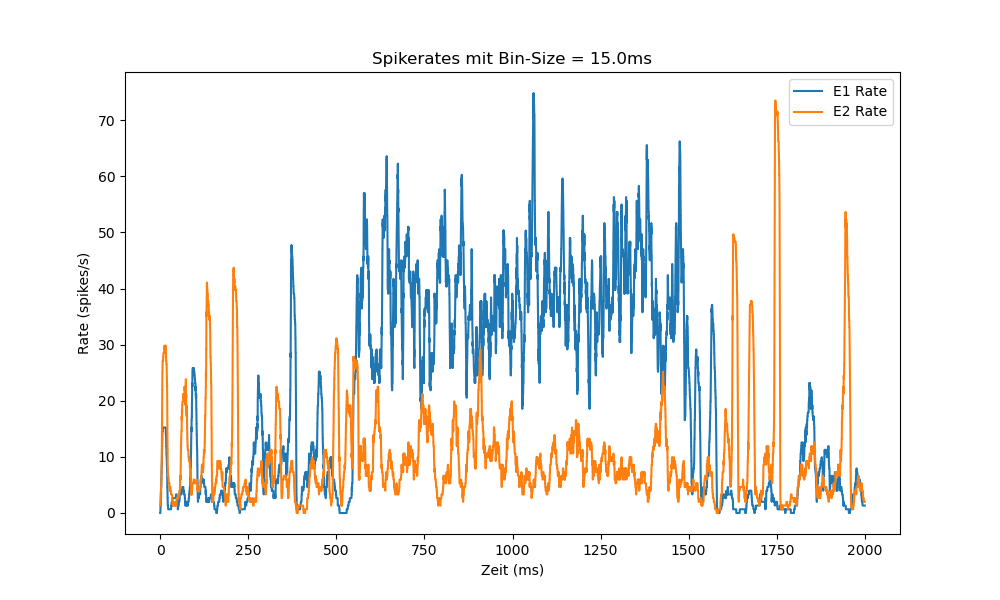 Spikerates mit Bin-Size = 15.0ms
E1 Rate
E2 Rate
Rate (spikes/s)
70
60
50
40
30
20
10
0
0 250 500 750 1000 1250 1500 1750 2000
Zeit (ms)